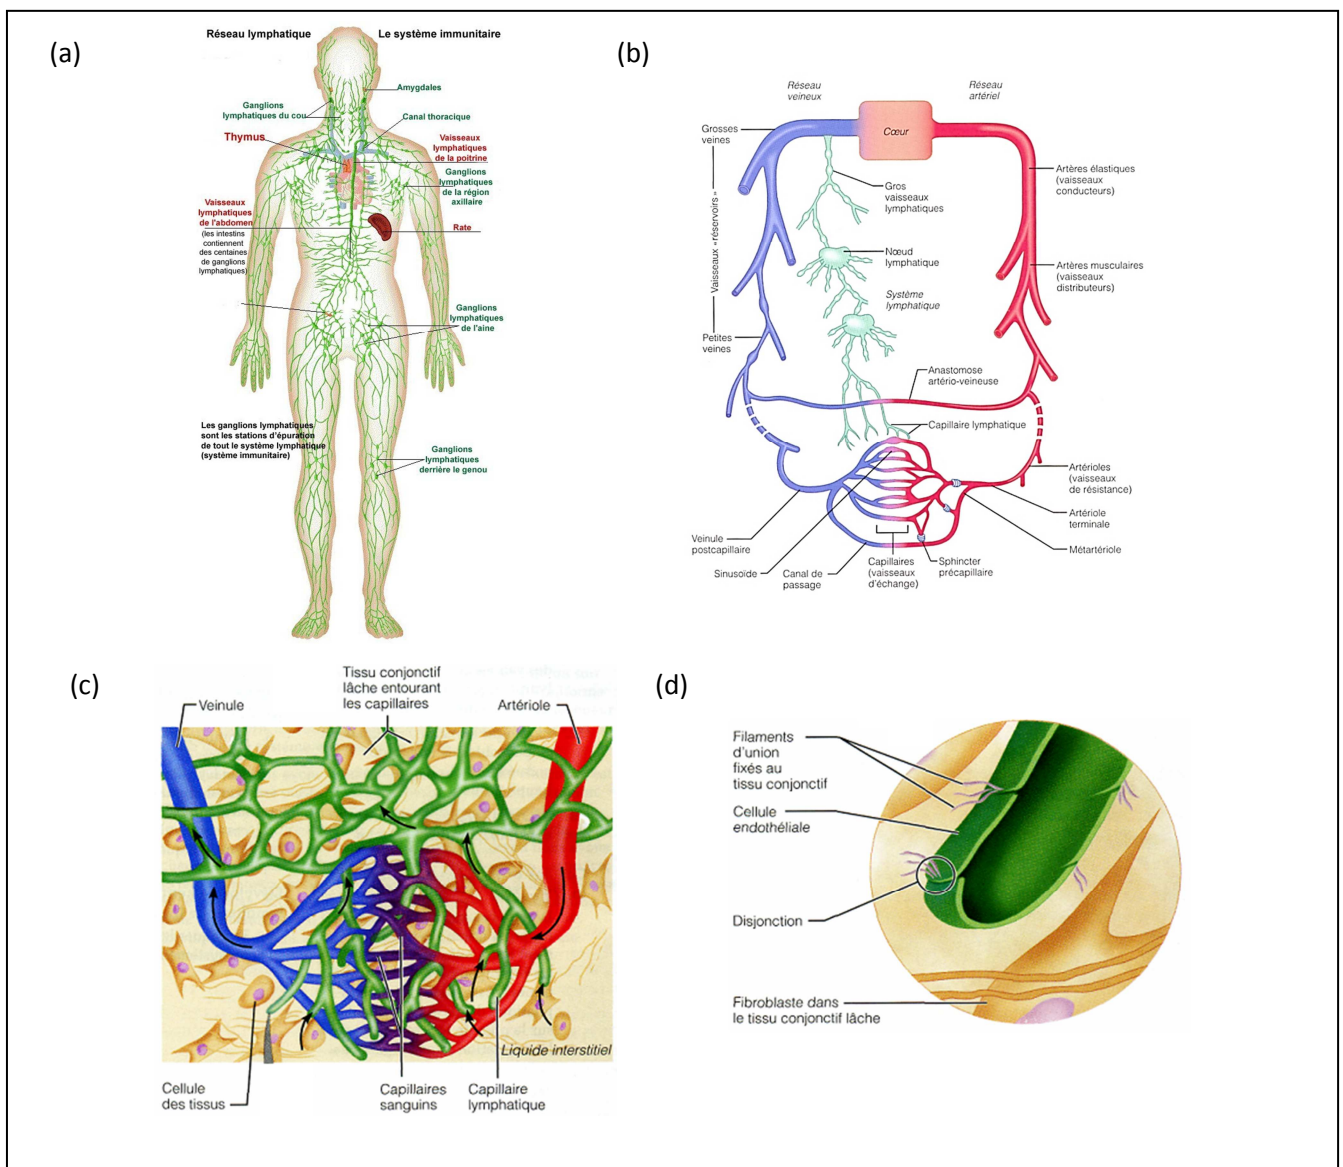 (a)
Réseau lymphatique
Le système immunitaire
Amygdales
Ganglions
lymphatiques du cou
Canal thoracique
Thymus
Vaisseaux
lymphatiques
de la poitrine
Ganglions
lymphatiques
de la région
axillaire
Vaisseaux
lymphatiques
de l'abdomen
(les intestins
contiennent
des centaines
de ganglions
lymphatiques)
Rate
Ganglions
lymphatiques
de l'aine
Les ganglions lymphatiques
sont les stations d'épuration
de tout le système lymphatique
(système immunitaire)
Ganglions
lymphatiques
derrière le genou
(b)
Réseau
veineux
Réseau
artériel
Grosses
veines
Cœur
Vaisseaux «réservoirs»
Gros
vaisseaux
lymphatiques
Artères élastiques
(vaisseaux
conducteurs)
Nœud
lymphatique
Artères musculaires
(vaisseaux
distributeurs)
Système
lymphatique
Petites
veines
Anastomose
artério-veineuse
Capillaire lymphatique
Artérioles
(vaisseaux
de résistance)
Artériole
terminale
Veinule
postcapillaire
Métartériole
Sinusoïde
Canal de
passage
Capillaires
(vaisseaux
d'échange)
Sphincter
précapillaire
(c)
Tissu conjonctif
lâche entourant
les capillaires
Veinule
Artériole
Liquide interstitiel
Cellule
des tissus
Capillaires
sanguins
Capillaire
lymphatique
(d)
Filaments
d'union
fixés au
tissu conjonctif
Cellule
endothéliale
Disjonction
Fibroblaste dans
le tissu conjonctif lâche